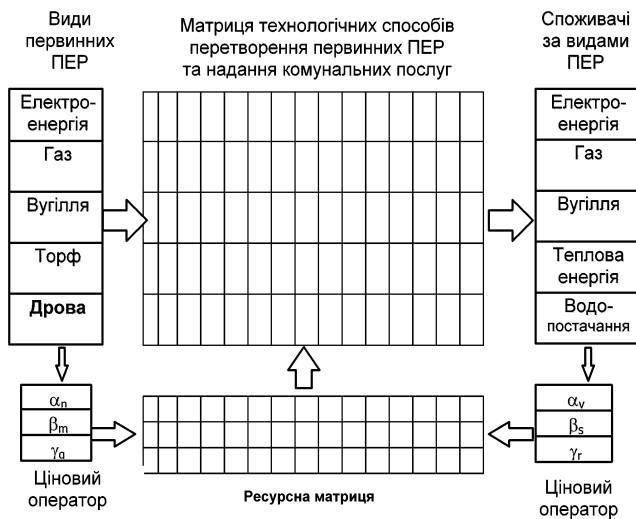 Види
первинних
ПЕР
Матриця технологічних способів
перетворення первинних ПЕР
та надання комунальних послуг
Споживачі
за видами
ПЕР
Електро-
енергія
Газ
Вугілля
Торф
Дрова
Електро-
енергія
Газ
Вугілля
Теплова
енергія
Водо-
постачання
αn
βm
γq
Ціновий
оператор
Ресурсна матриця
αv
βs
γr
Ціновий
оператор